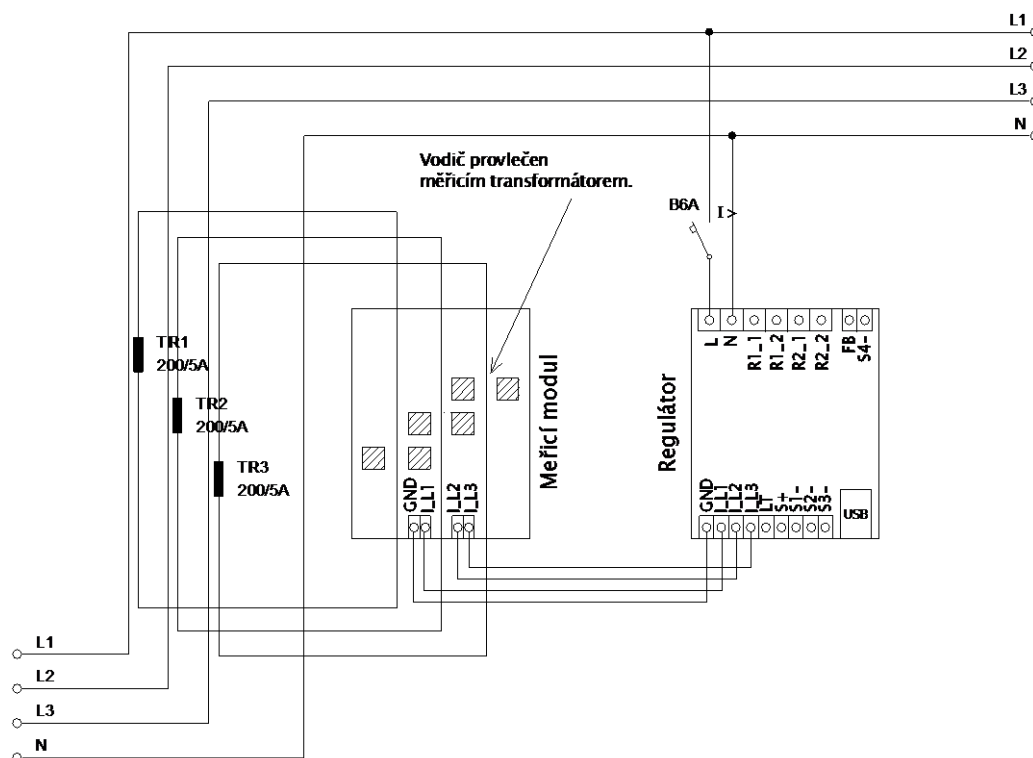 L1
L2
L3
N
Vodič provlečen
měřicím transformátorem.
B6A
I >
TR1
200/5A
TR2
200/5A
TR3
200/5A
Meřicí modul
GND
I_L1
I_L2
I_L3
Regulátor
L
N
R1_1
R1_2
R2_1
R2_2
FB
S4-
GND
I_L1
I_L2
I_L3
LT
S+
S1-
S2-
S3-
USB
L1
L2
L3
N